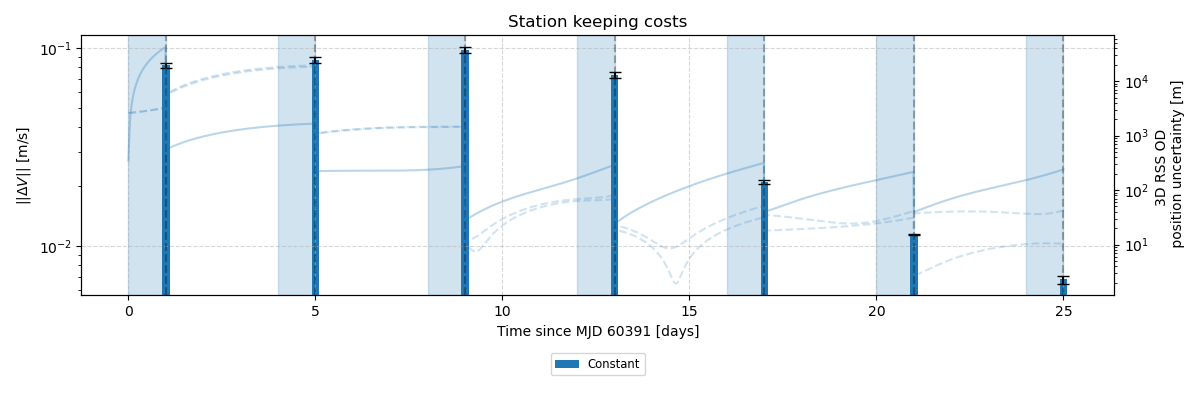 Station keeping costs
||ΔV|| [m/s]
10⁻¹
10⁻²
10⁴
10³
10²
10¹
3D RSS OD
position uncertainty [m]
0 5 10 15 20 25
Time since MJD 60391 [days]
Constant